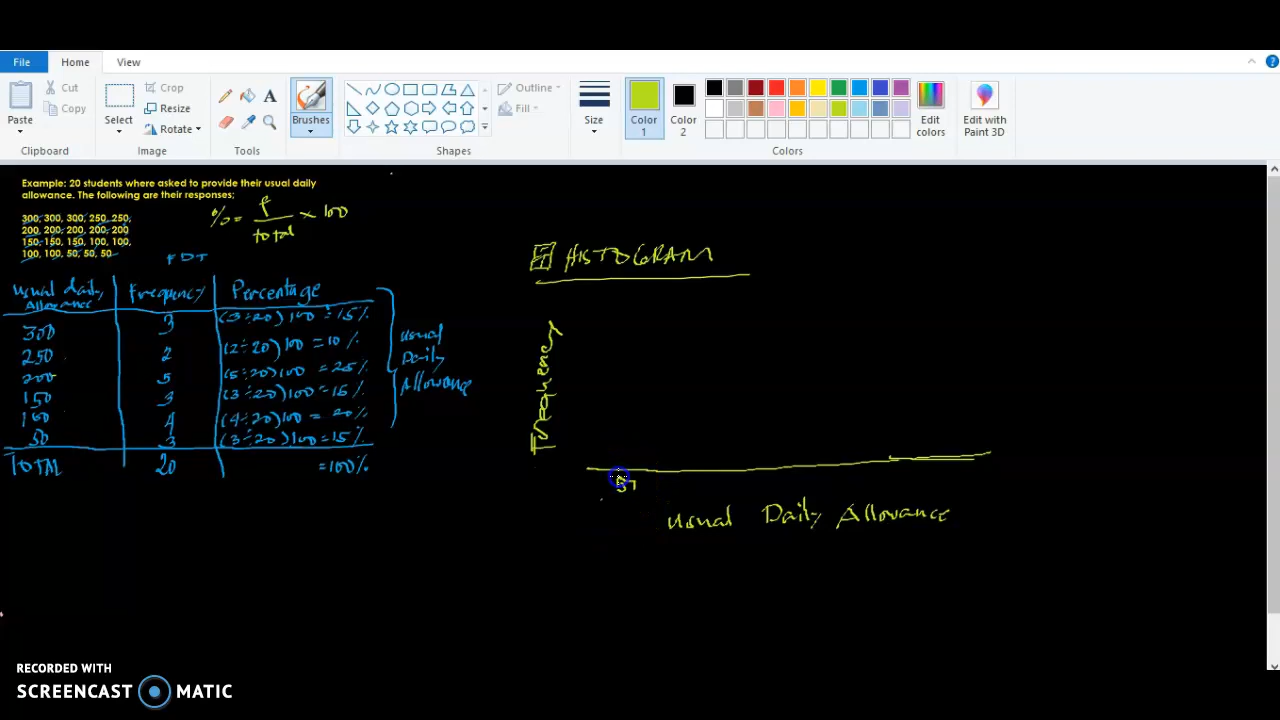 File Home View
Cut
Copy
Paste
Clipboard
Select
Crop
Resize
Rotate
Image
Tools
Brushes
Outline
Fill
Shapes
Size
Color 1
Color 2
Edit colors
Colors
Edit with Paint 3D
Example: 20 students where asked to provide their usual daily
allowance. The following are their responses;
300, 300, 300, 250, 250,
200, 200, 200, 200, 200
150, 150, 150, 100, 100,
100, 100, 50, 50, 50
% = f / total × 100
FDT
Usual daily Allowance Frequency Percentage
300 3 (3÷20)100 = 15%
250 2 (2÷20)100 = 10%
200 5 (5÷20)100 = 25%
150 3 (3÷20)100 = 15%
100 4 (4÷20)100 = 20%
50 3 (3÷20)100 = 15%
TOTAL 20 = 100%
Usual
Daily
Allowance
HISTOGRAM
Frequency
Usual Daily Allowance
RECORDED WITH
SCREENCAST MATIC